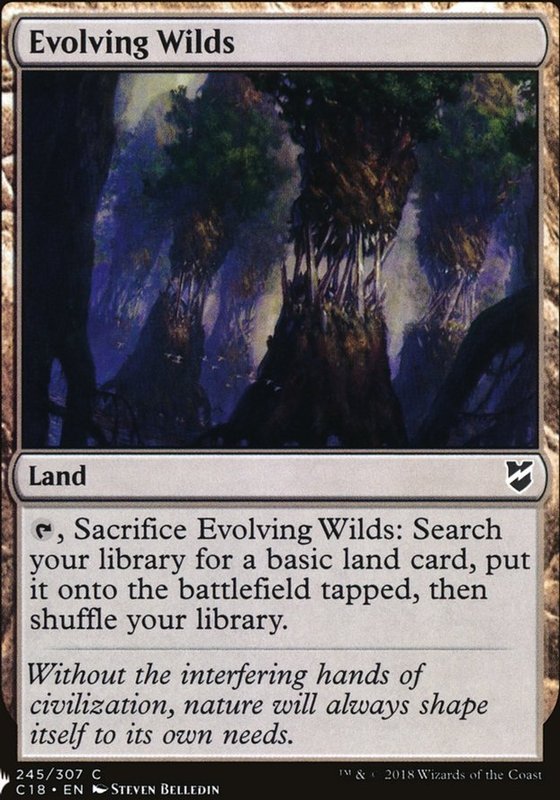 Evolving Wilds
Land
, Sacrifice Evolving Wilds: Search
your library for a basic land card, put
it onto the battlefield tapped, then
shuffle your library.
Without the interfering hands of
civilization, nature will always shape
itself to its own needs.
245/307 C
C18 • EN Steven Belledin
™ & © 2018 Wizards of the Coast